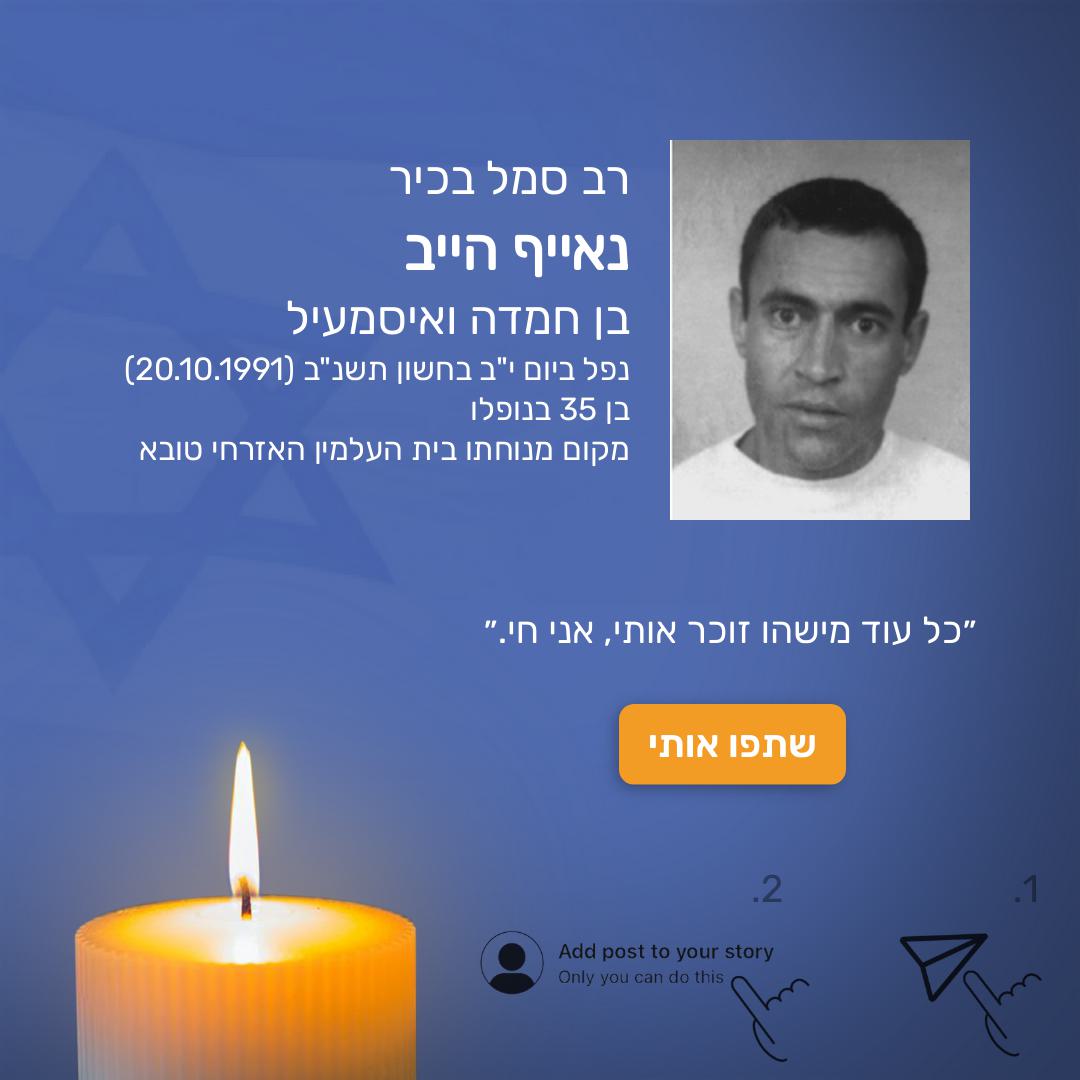 רב סמל בכיר
נאייף הייב
בן חמדה ואיסמעיל
נפל ביום י"ב בחשון תשנ"ב (20.10.1991)
בן 35 בנופלו
מקום מנוחתו בית העלמין האזרחי טובא
״כל עוד מישהו זוכר אותי, אני חי.״
שתפו אותי
1.
2.
Add post to your story
Only you can do this